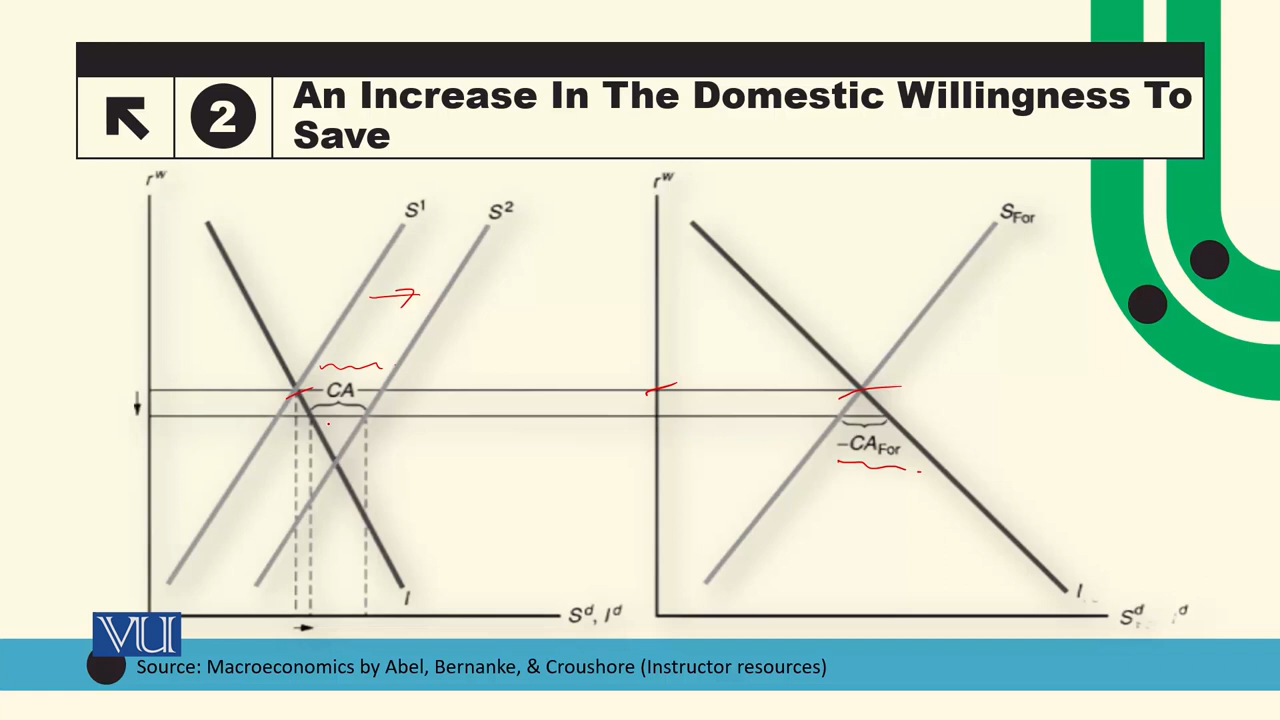 2
An Increase In The Domestic Willingness To
Save
r^w
r^w
S^1
S^2
S_For
CA
–CA_For
I
I
S^d, I^d
S^d
d
VU
Source: Macroeconomics by Abel, Bernanke, & Croushore (Instructor resources)